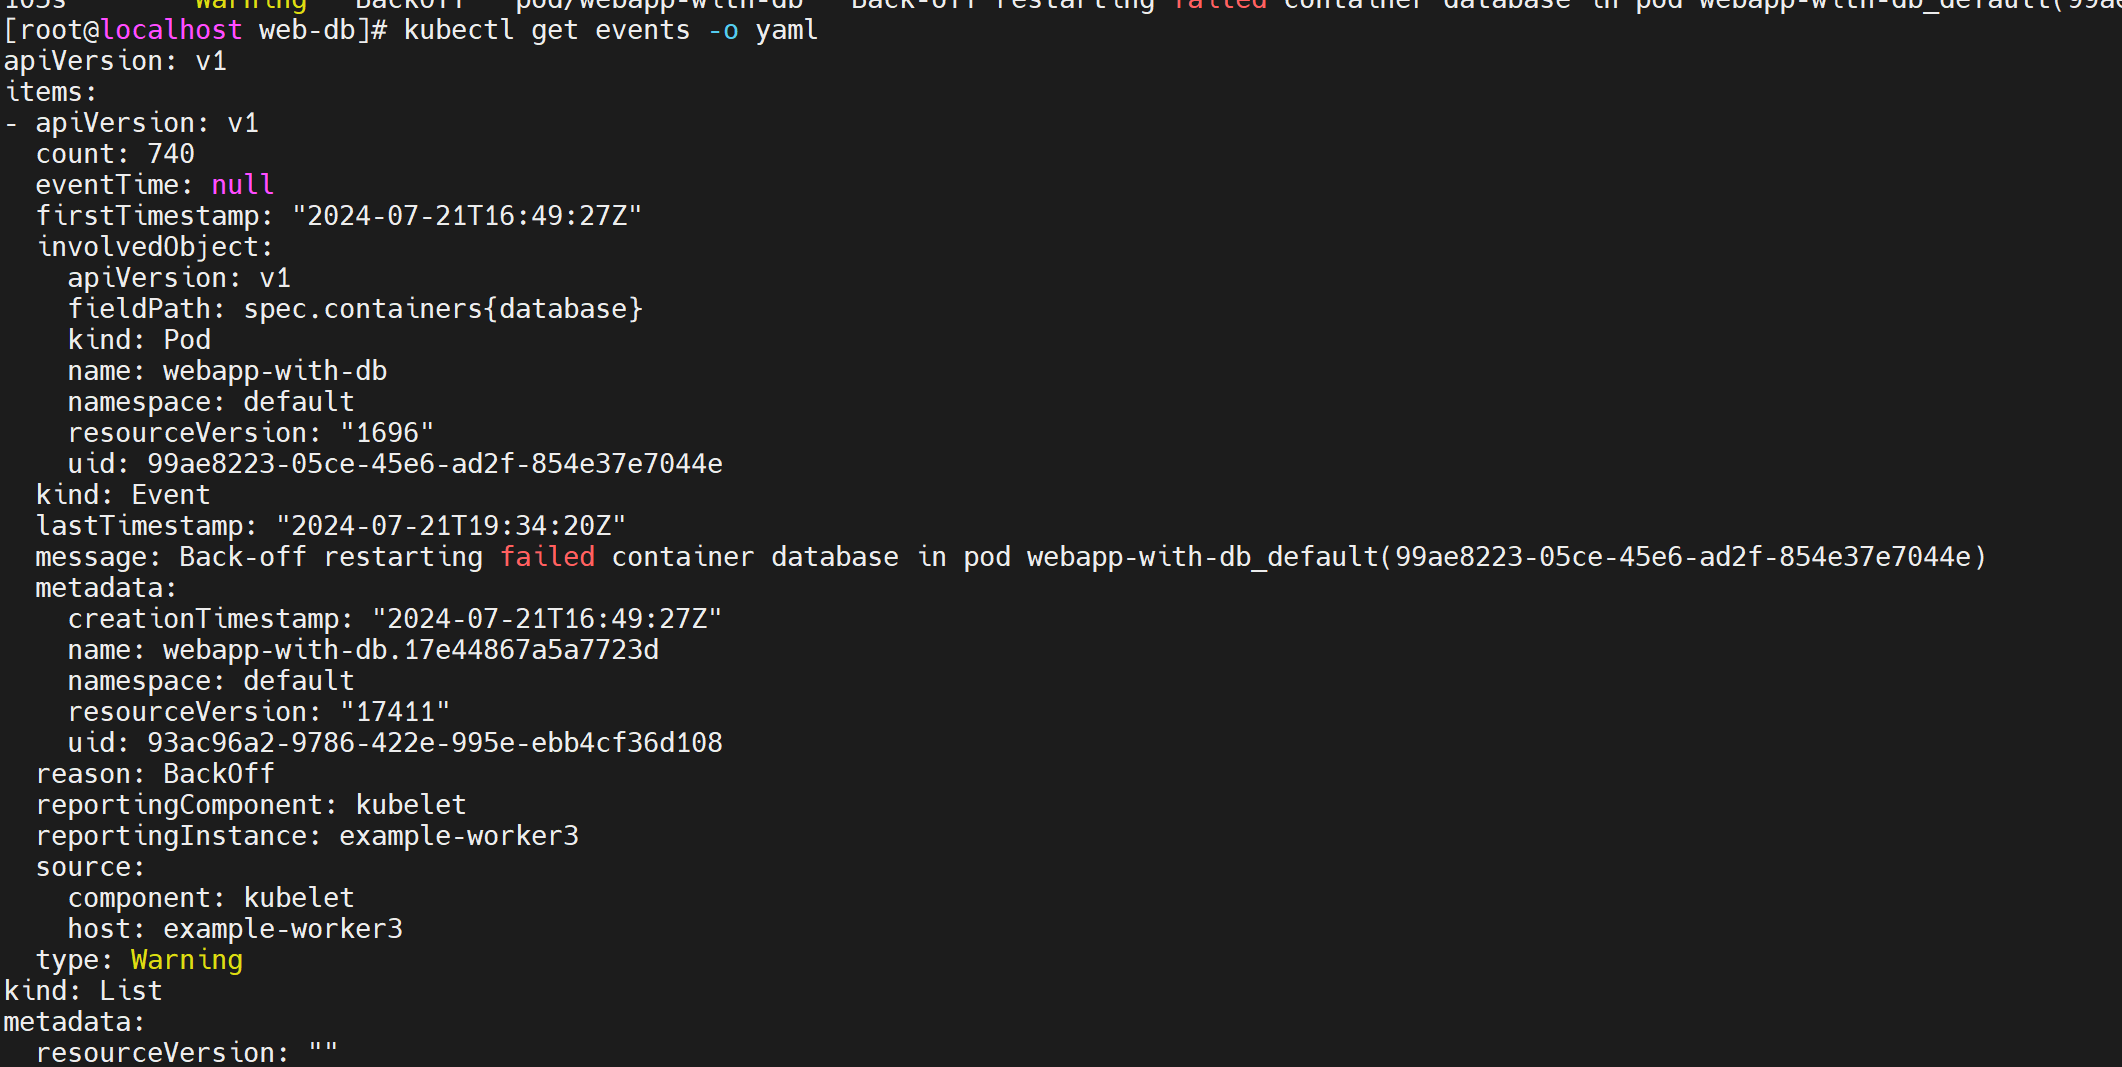 105s        Warning   BackOff   pod/webapp-with-db   Back-off restarting failed container database in pod webapp-with-db_default(99ae
[root@localhost web-db]# kubectl get events -o yaml
apiVersion: v1
items:
- apiVersion: v1
  count: 740
  eventTime: null
  firstTimestamp: "2024-07-21T16:49:27Z"
  involvedObject:
    apiVersion: v1
    fieldPath: spec.containers{database}
    kind: Pod
    name: webapp-with-db
    namespace: default
    resourceVersion: "1696"
    uid: 99ae8223-05ce-45e6-ad2f-854e37e7044e
  kind: Event
  lastTimestamp: "2024-07-21T19:34:20Z"
  message: Back-off restarting failed container database in pod webapp-with-db_default(99ae8223-05ce-45e6-ad2f-854e37e7044e)
  metadata:
    creationTimestamp: "2024-07-21T16:49:27Z"
    name: webapp-with-db.17e44867a5a7723d
    namespace: default
    resourceVersion: "17411"
    uid: 93ac96a2-9786-422e-995e-ebb4cf36d108
  reason: BackOff
  reportingComponent: kubelet
  reportingInstance: example-worker3
  source:
    component: kubelet
    host: example-worker3
  type: Warning
kind: List
metadata:
  resourceVersion: ""